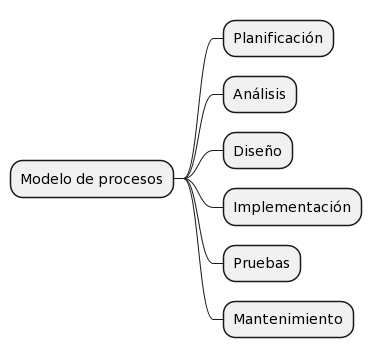 Modelo de procesos
Planificación
Análisis
Diseño
Implementación
Pruebas
Mantenimiento